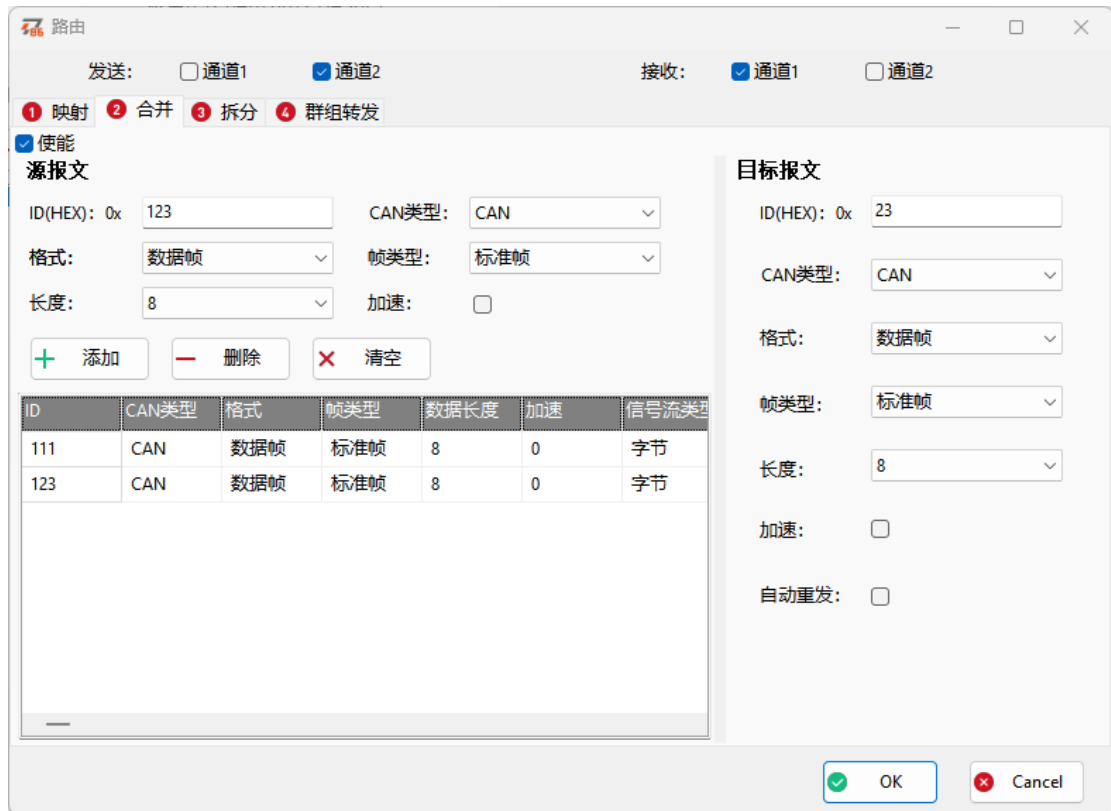 路由
发送： 通道1 通道2 接收： 通道1 通道2
1 映射 2 合并 3 拆分 4 群组转发
使能
源报文 目标报文
ID(HEX)：0x 123 CAN类型： CAN ID(HEX)：0x 23
格式： 数据帧 帧类型： 标准帧 CAN类型： CAN
长度： 8 加速： 格式： 数据帧
添加 删除 清空 帧类型： 标准帧
ID CAN类型 格式 帧类型 数据长度 加速 信号流类型
111 CAN 数据帧 标准帧 8 0 字节
123 CAN 数据帧 标准帧 8 0 字节
长度： 8
加速：
自动重发：
OK Cancel